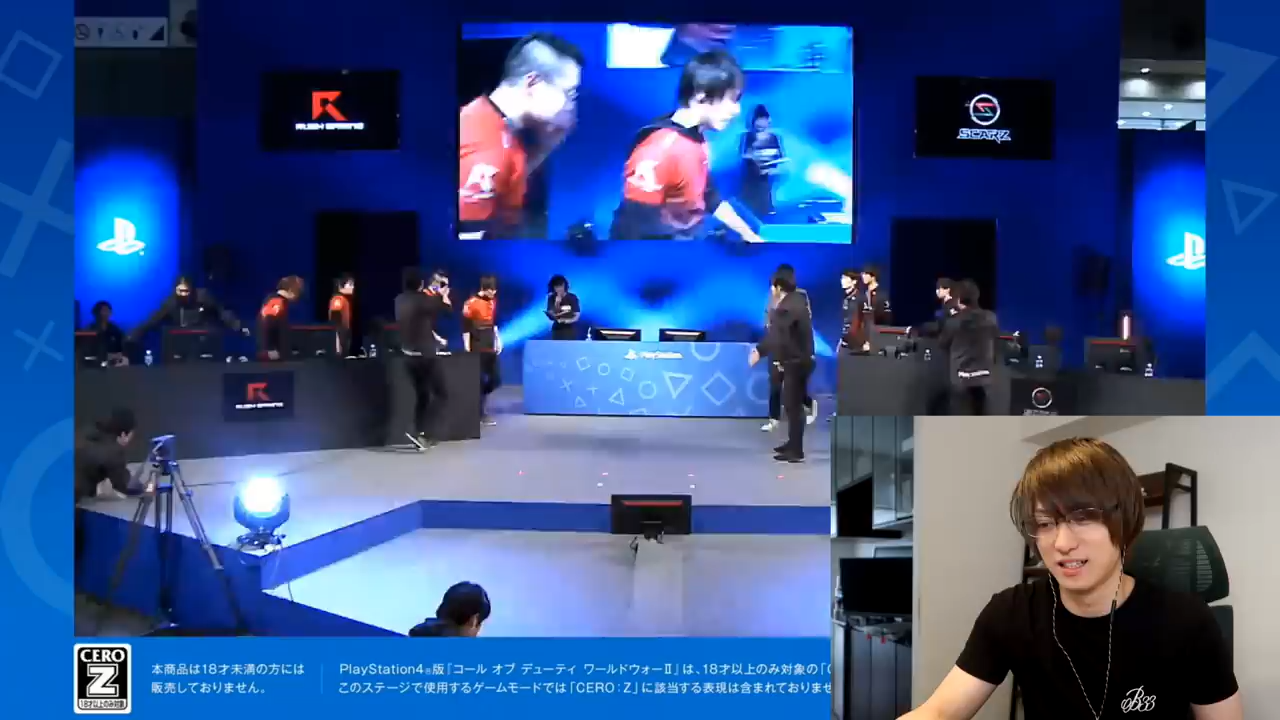 RUSH GAMING
SCARZ
PlayStation
RUSH GAMING
CERO
Z
18才以上のみ対象
本商品は18才未満の方には
販売しておりません。
PlayStation4®版『コール オブ デューティ ワールドウォーⅡ』は、18才以上のみ対象の「C
このステージで使用するゲームモードでは「CERO:Z」に該当する表現は含まれておりませ